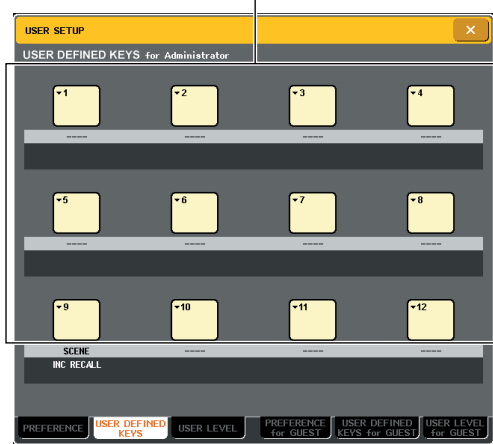 USER SETUP
×
USER DEFINED KEYS for Administrator
1 2 3 4
---- ---- ---- ----
5 6 7 8
---- ---- ---- ----
9 10 11 12
SCENE ---- ---- ----
INC RECALL
PREFERENCE USER DEFINED KEYS USER LEVEL PREFERENCE for GUEST USER DEFINED KEYS for GUEST USER LEVEL for GUEST